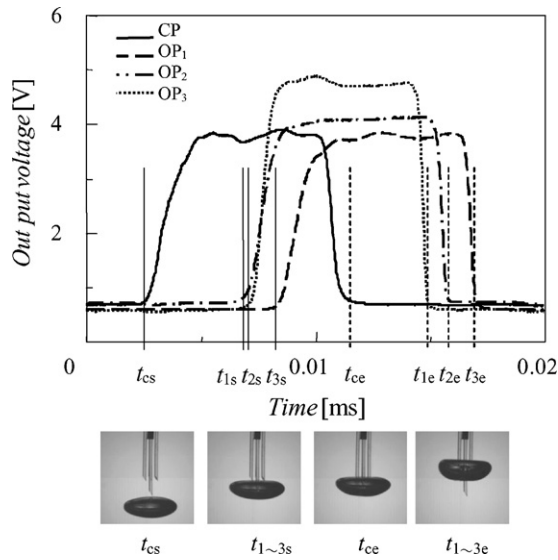 6
4
2
0
0.01
0.02
Out put voltage [V]
CP
OP1
OP2
OP3
tcs
t1s t2s t3s
tce
t1e t2e t3e
Time [ms]
tcs
t1~3s
tce
t1~3e